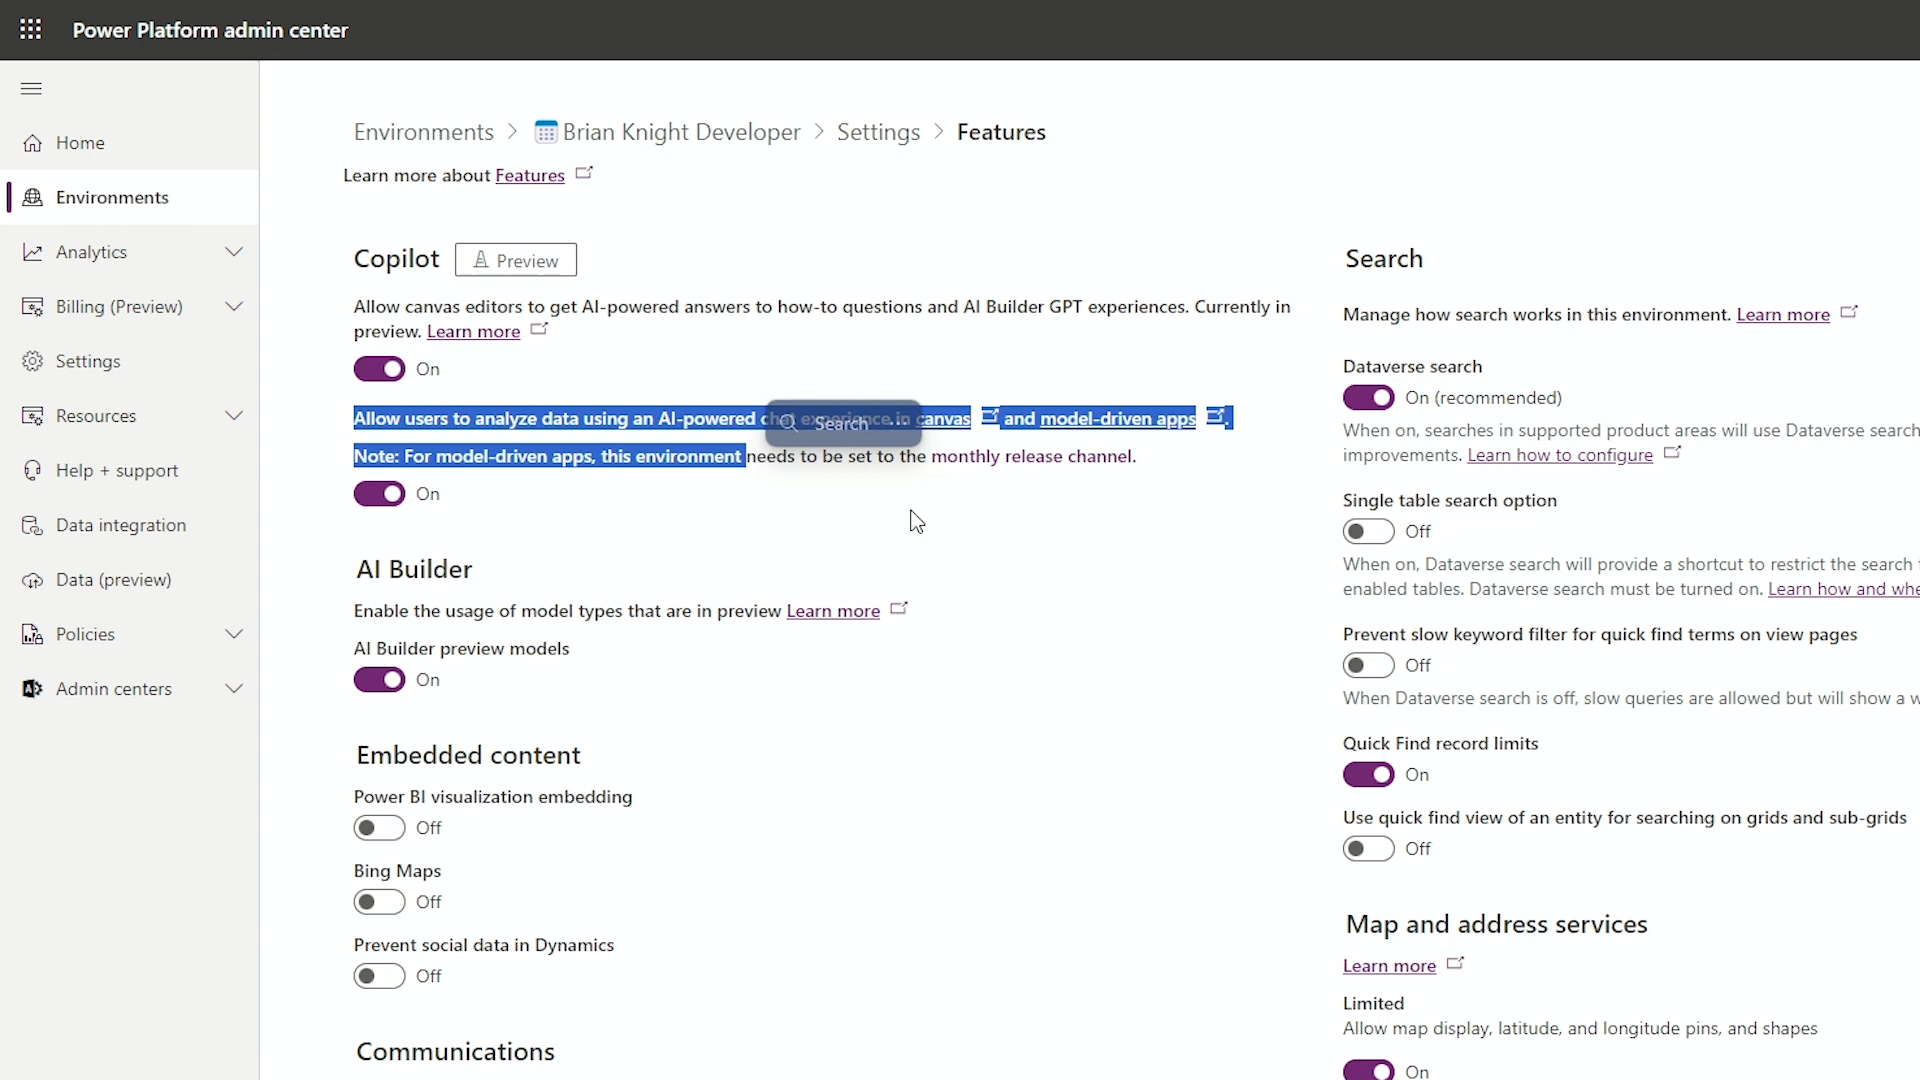 Power Platform admin center
Home
Environments
Analytics
Billing (Preview)
Settings
Resources
Help + support
Data integration
Data (preview)
Policies
Admin centers
Environments > Brian Knight Developer > Settings > Features
Learn more about Features
Copilot Preview
Allow canvas editors to get AI-powered answers to how-to questions and AI Builder GPT experiences. Currently in
preview. Learn more
On
Allow users to analyze data using an AI-powered chat experience in canvas and model-driven apps.
Search ...
Note: For model-driven apps, this environment needs to be set to the monthly release channel.
On
AI Builder
Enable the usage of model types that are in preview Learn more
AI Builder preview models
On
Embedded content
Power BI visualization embedding
Off
Bing Maps
Off
Prevent social data in Dynamics
Off
Communications
Search
Manage how search works in this environment. Learn more
Dataverse search
On (recommended)
When on, searches in supported product areas will use Dataverse search
improvements. Learn how to configure
Single table search option
Off
When on, Dataverse search will provide a shortcut to restrict the search
enabled tables. Dataverse search must be turned on. Learn how and whe
Prevent slow keyword filter for quick find terms on view pages
Off
When Dataverse search is off, slow queries are allowed but will show a w
Quick Find record limits
On
Use quick find view of an entity for searching on grids and sub-grids
Off
Map and address services
Learn more
Limited
Allow map display, latitude, and longitude pins, and shapes
On